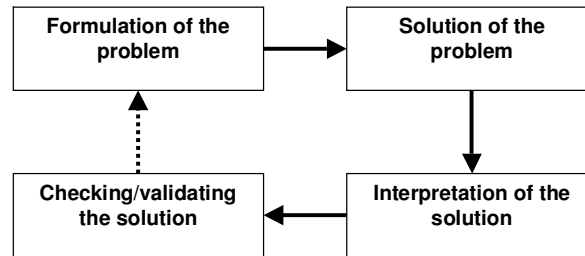 Formulation of the
problem
Solution of the
problem
Checking/validating
the solution
Interpretation of the
solution